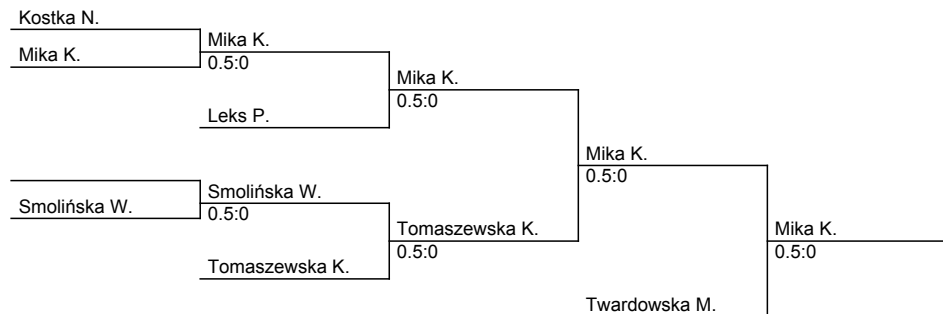 Kostka N.
Mika K.
Mika K.
0.5:0
Mika K.
0.5:0
Leks P.
Mika K.
0.5:0
Smolińska W.
Smolińska W.
0.5:0
Tomaszewska K.
0.5:0
Mika K.
0.5:0
Tomaszewska K.
Twardowska M.